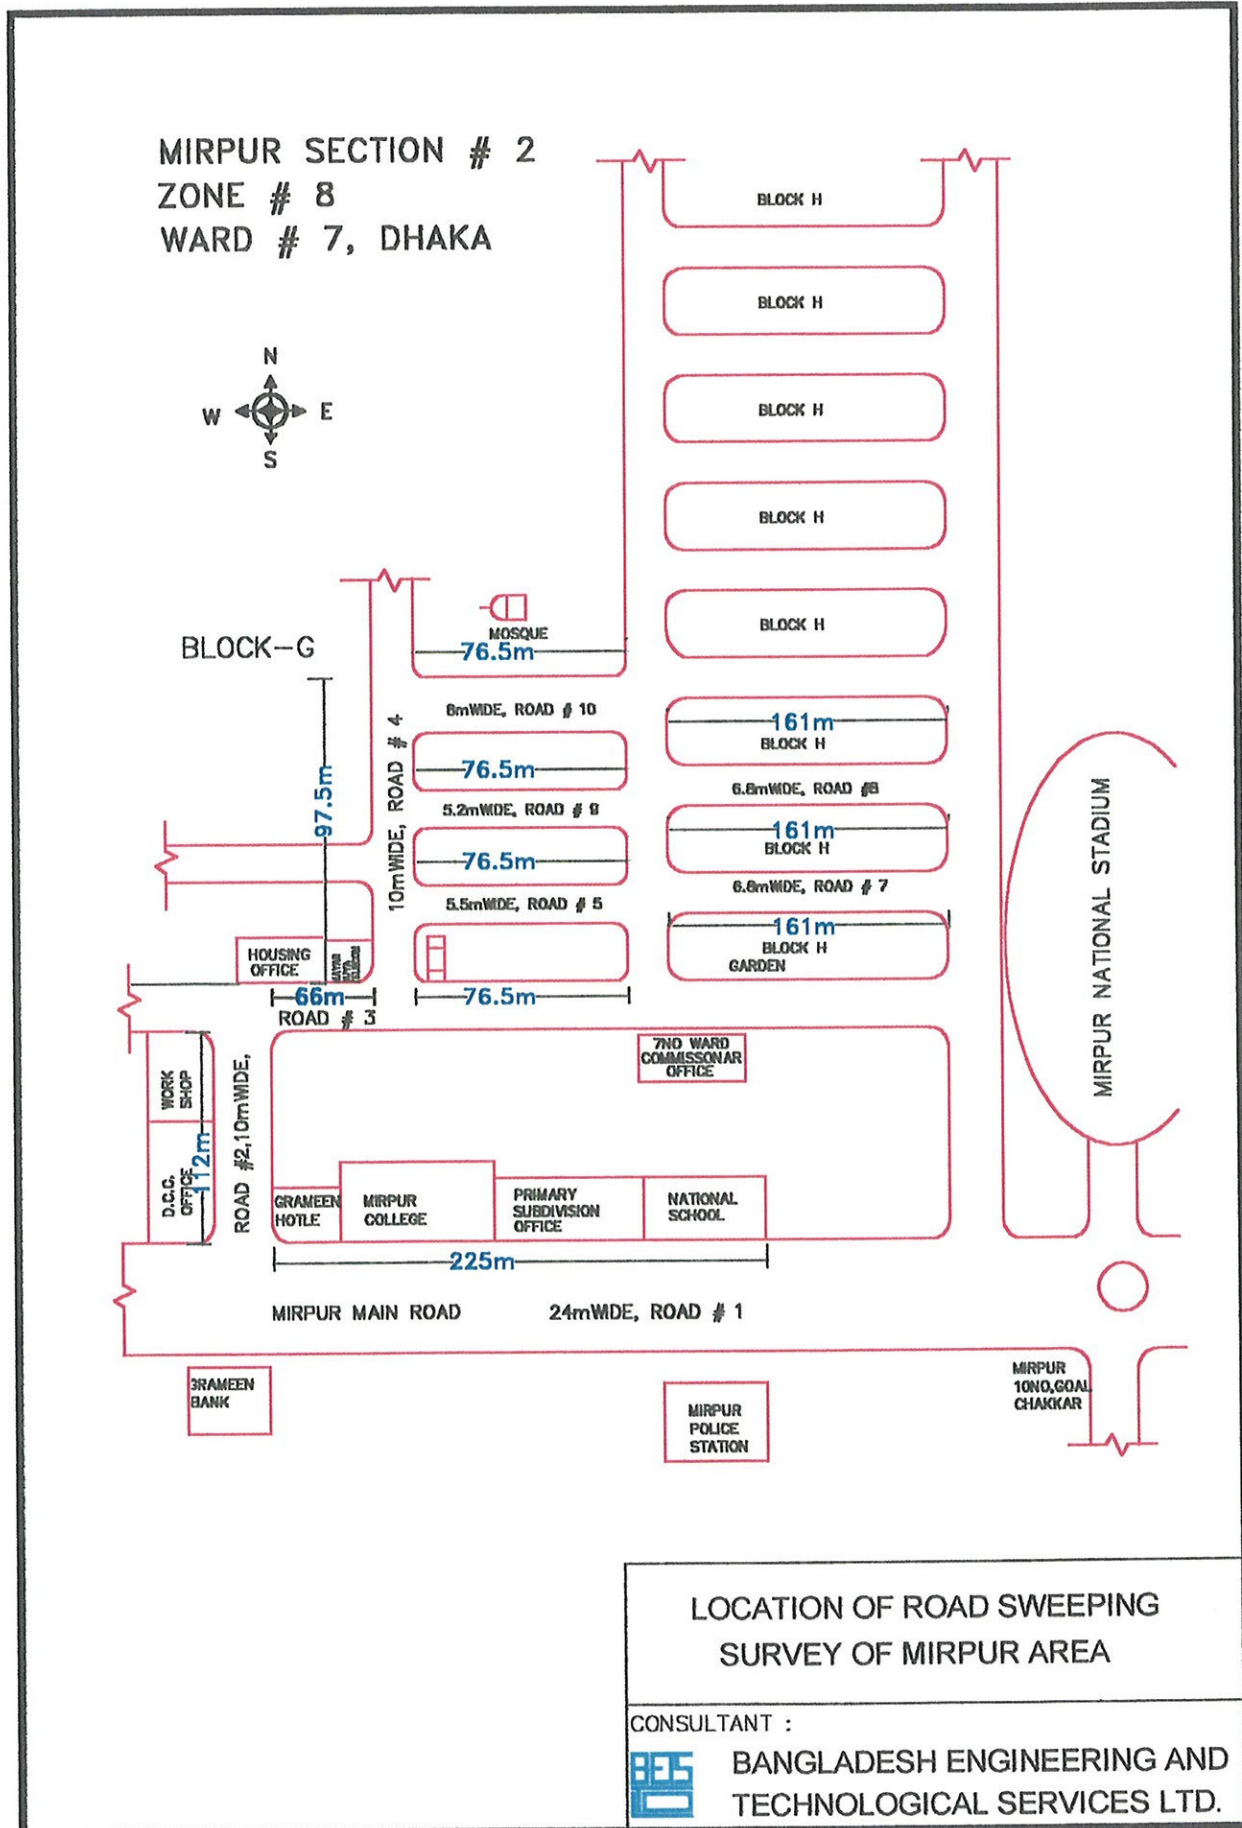 MIRPUR SECTION # 2
ZONE # 8
WARD # 7, DHAKA
N
W
E
S
BLOCK H
BLOCK H
BLOCK H
BLOCK H
BLOCK H
BLOCK-G
MOSQUE
76.5m
6mWIDE, ROAD # 10
76.5m
5.2mWIDE, ROAD # 9
76.5m
5.5mWIDE, ROAD # 5
76.5m
10mWIDE, ROAD # 4
97.5m
161m
BLOCK H
6.8mWIDE, ROAD #8
161m
BLOCK H
6.8mWIDE, ROAD # 7
161m
BLOCK H
GARDEN
MIRPUR NATIONAL STADIUM
HOUSING
OFFICE
66m
ROAD # 3
7NO WARD
COMMISSONAR
OFFICE
WORK
SHOP
D.C.C.
OFFICE
112m
ROAD #2,10mWIDE,
GRAMEEN
HOTLE
MIRPUR
COLLEGE
PRIMARY
SUBDIVISION
OFFICE
NATIONAL
SCHOOL
225m
MIRPUR MAIN ROAD
24mWIDE, ROAD # 1
GRAMEEN
BANK
MIRPUR
POLICE
STATION
MIRPUR
10NO,GOAL
CHAKKAR
LOCATION OF ROAD SWEEPING
SURVEY OF MIRPUR AREA
CONSULTANT :
BANGLADESH ENGINEERING AND
TECHNOLOGICAL SERVICES LTD.